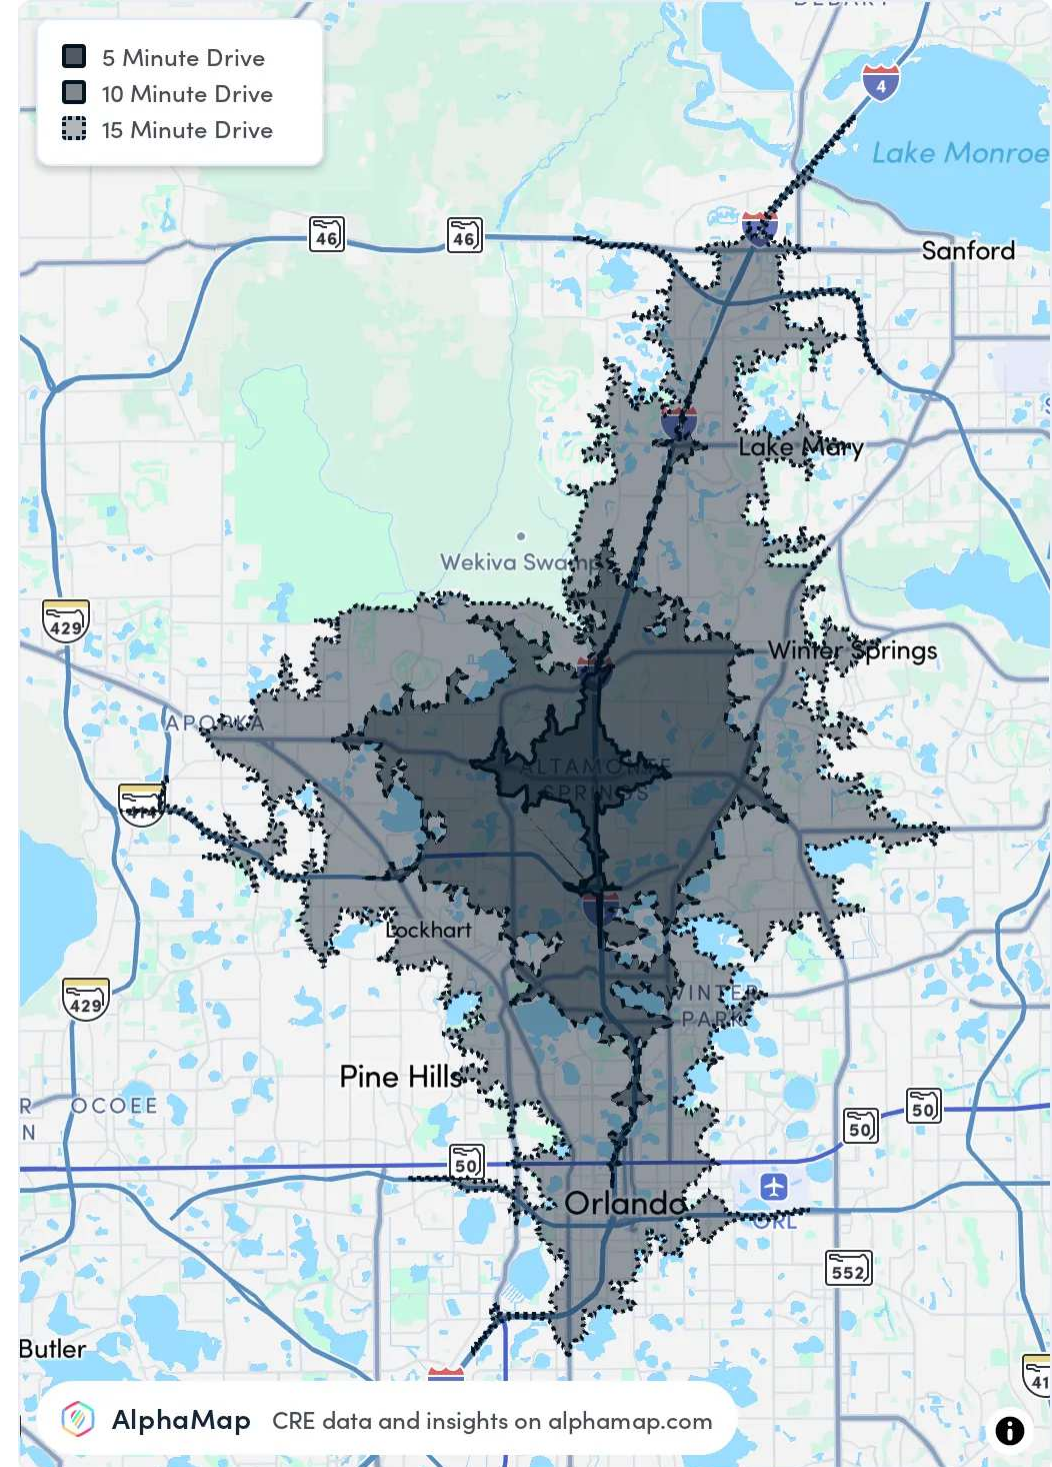 5 Minute Drive
10 Minute Drive
15 Minute Drive
4
Lake Monroe
46
46
Sanford
Lake Mary
Wekiva Swamp
429
Winter Springs
APOPKA
ALTAMONTE
SPRINGS
Lockhart
429
WINTER
PARK
Pine Hills
OCOEE
50
50
50
Orlando
ORL
552
Butler
41
AlphaMap CRE data and insights on alphamap.com